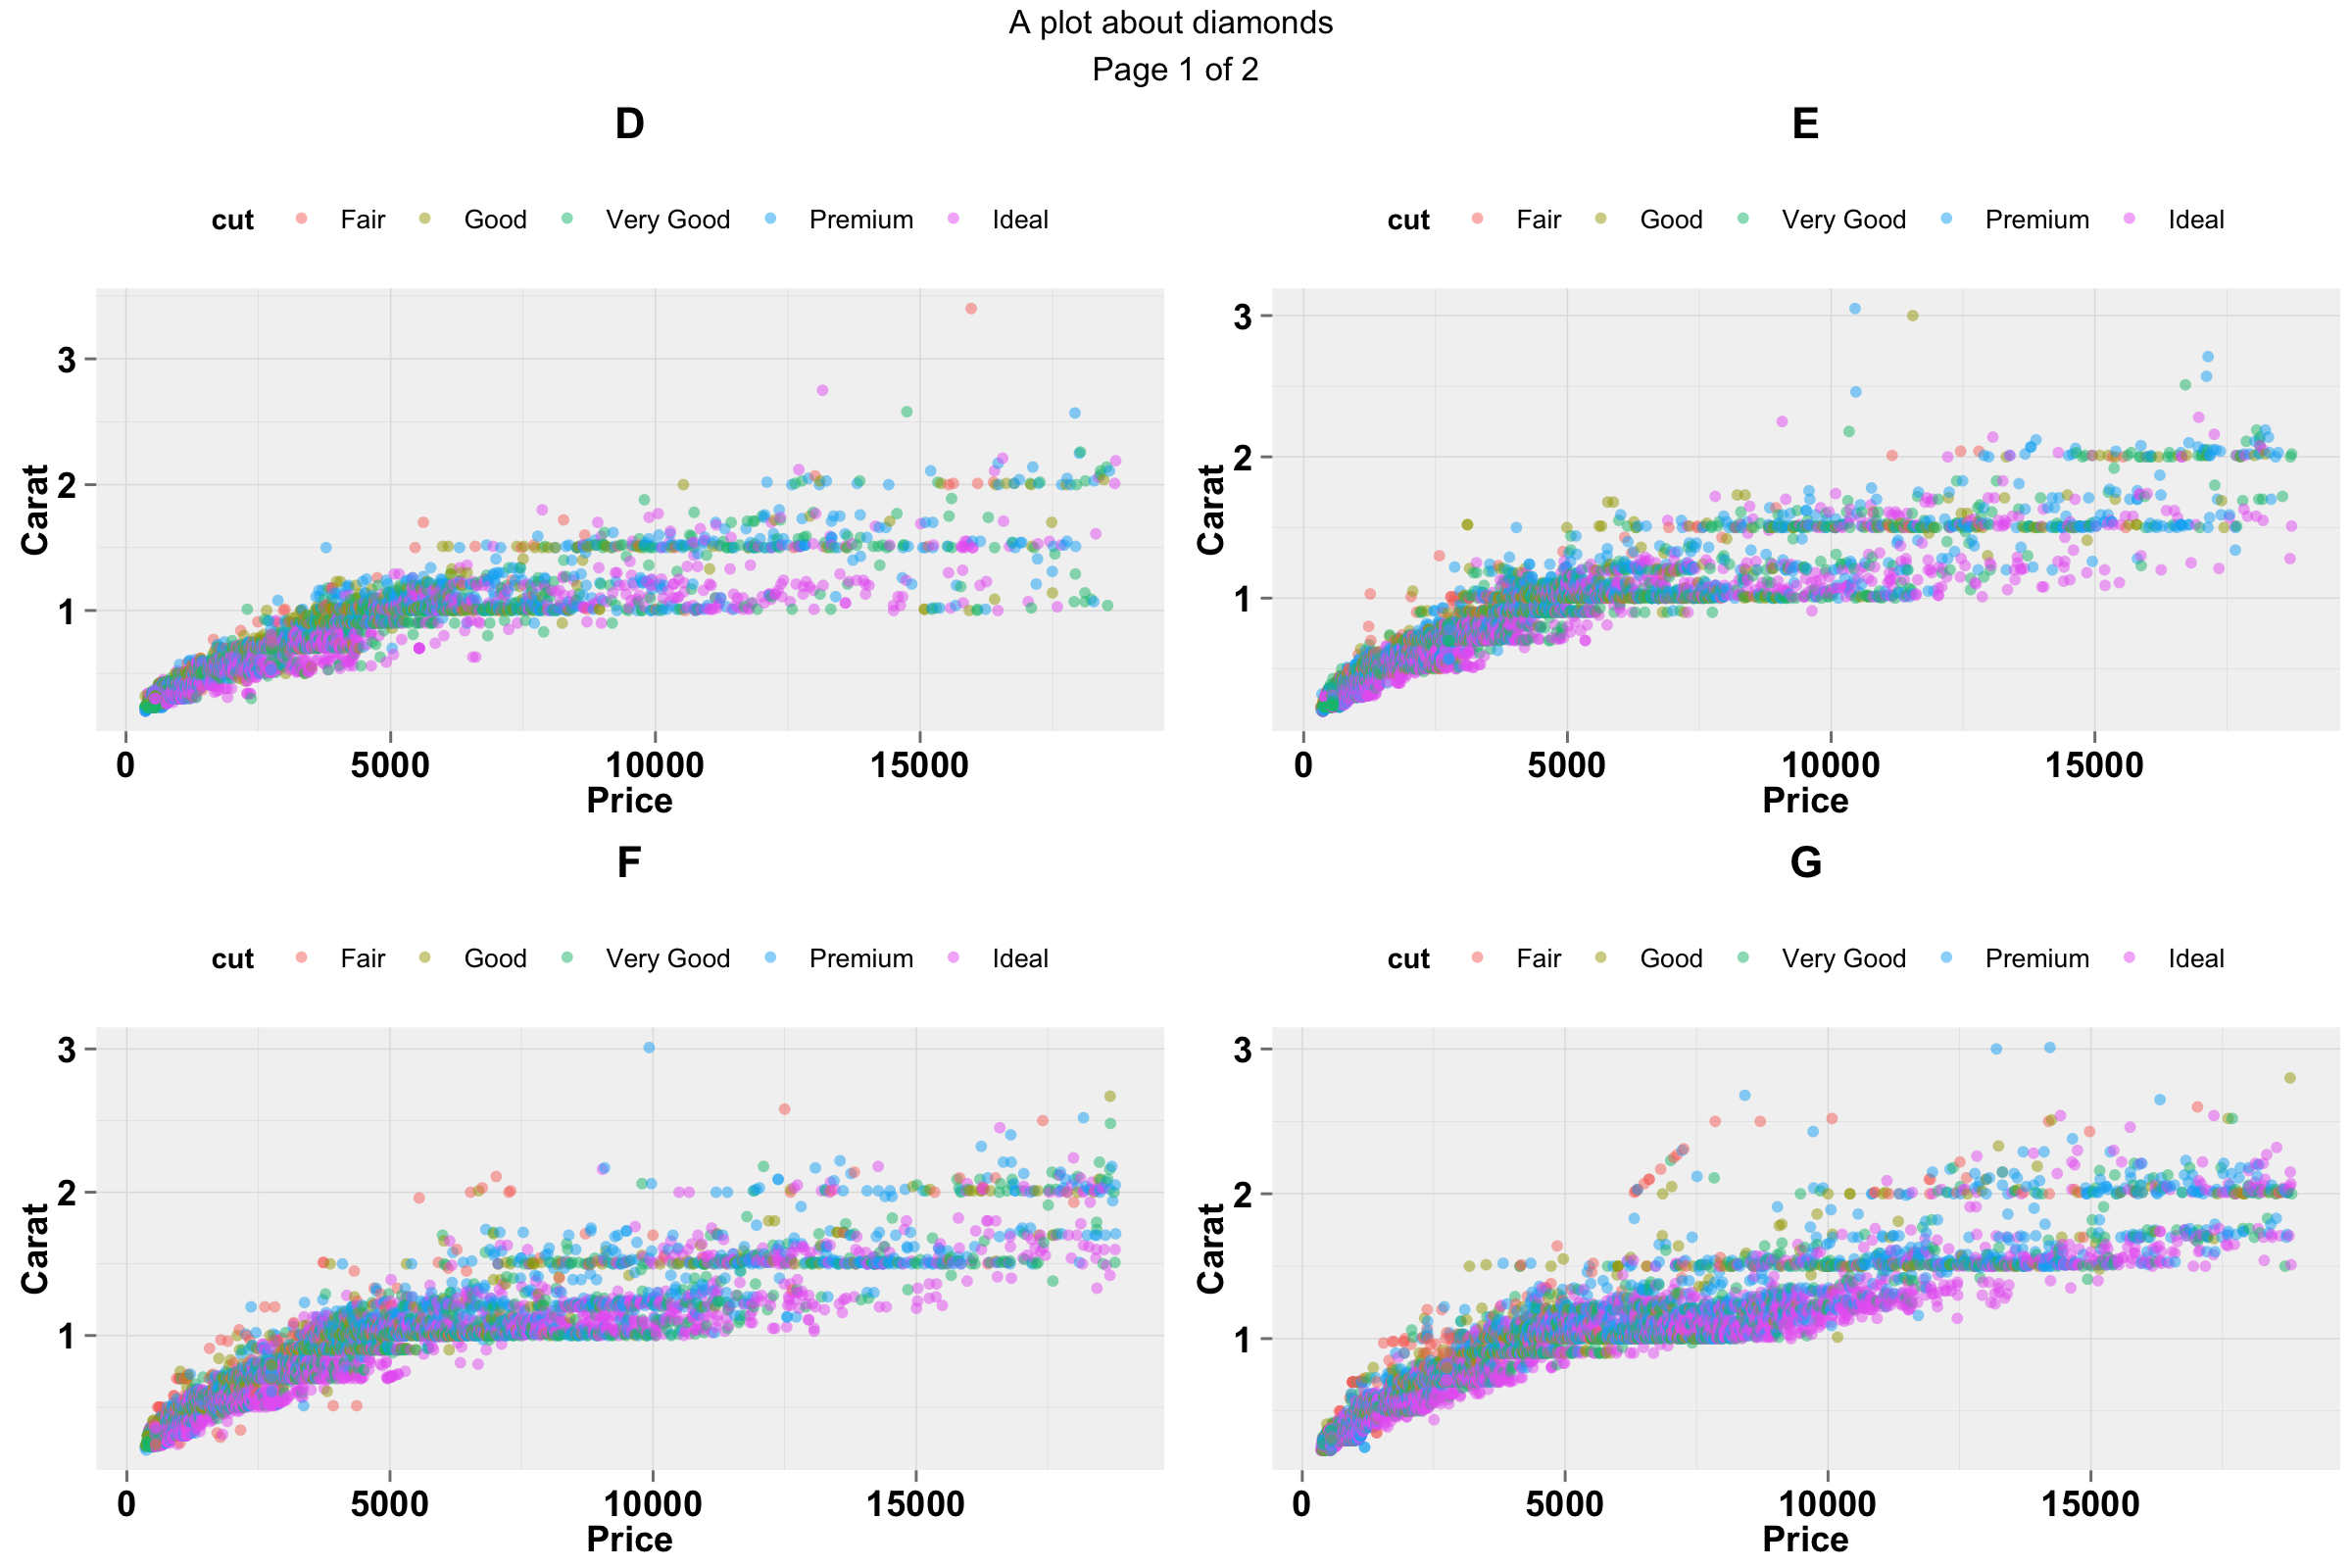 A plot about diamonds
Page 1 of 2
D
cut Fair Good Very Good Premium Ideal
Carat
3
2
1
0 5000 10000 15000
Price
E
cut Fair Good Very Good Premium Ideal
Carat
3
2
1
0 5000 10000 15000
Price
F
cut Fair Good Very Good Premium Ideal
Carat
3
2
1
0 5000 10000 15000
Price
G
cut Fair Good Very Good Premium Ideal
Carat
3
2
1
0 5000 10000 15000
Price